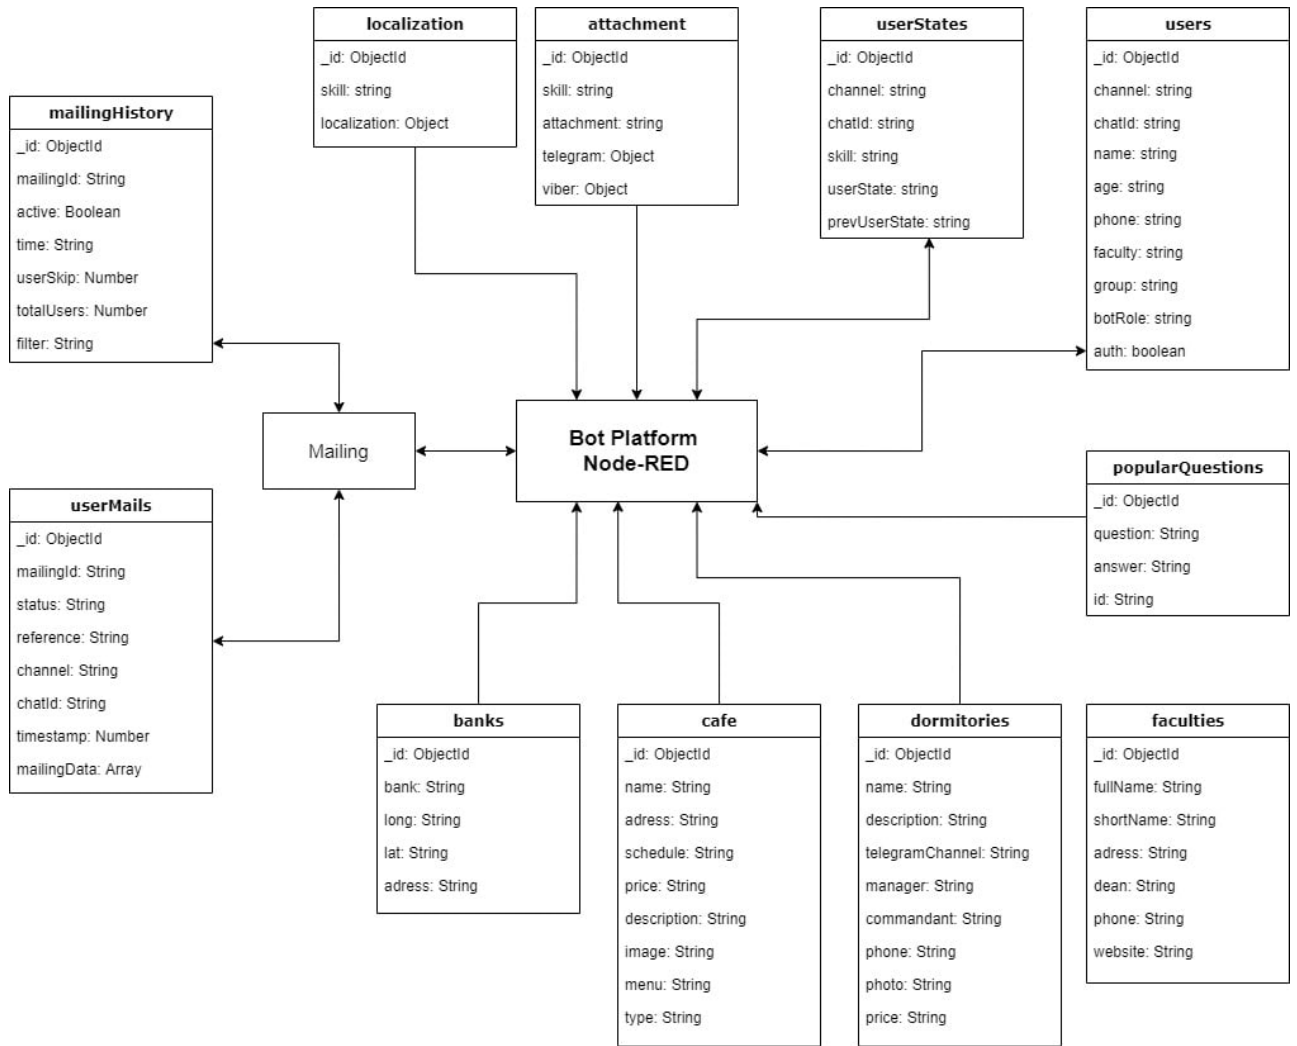 localization
_id: ObjectId
skill: string
localization: Object
attachment
_id: ObjectId
skill: string
attachment: string
telegram: Object
viber: Object
userStates
_id: ObjectId
channel: string
chatId: string
skill: string
userState: string
prevUserState: string
users
_id: ObjectId
channel: string
chatId: string
name: string
age: string
phone: string
faculty: string
group: string
botRole: string
auth: boolean
mailingHistory
_id: ObjectId
mailingId: String
active: Boolean
time: String
userSkip: Number
totalUsers: Number
filter: String
Mailing
Bot Platform
Node-RED
popularQuestions
_id: ObjectId
question: String
answer: String
id: String
userMails
_id: ObjectId
mailingId: String
status: String
reference: String
channel: String
chatId: String
timestamp: Number
mailingData: Array
banks
_id: ObjectId
bank: String
long: String
lat: String
adress: String
cafe
_id: ObjectId
name: String
adress: String
schedule: String
price: String
description: String
image: String
menu: String
type: String
dormitories
_id: ObjectId
name: String
description: String
telegramChannel: String
manager: String
commandant: String
phone: String
photo: String
price: String
faculties
_id: ObjectId
fullName: String
shortName: String
adress: String
dean: String
phone: String
website: String